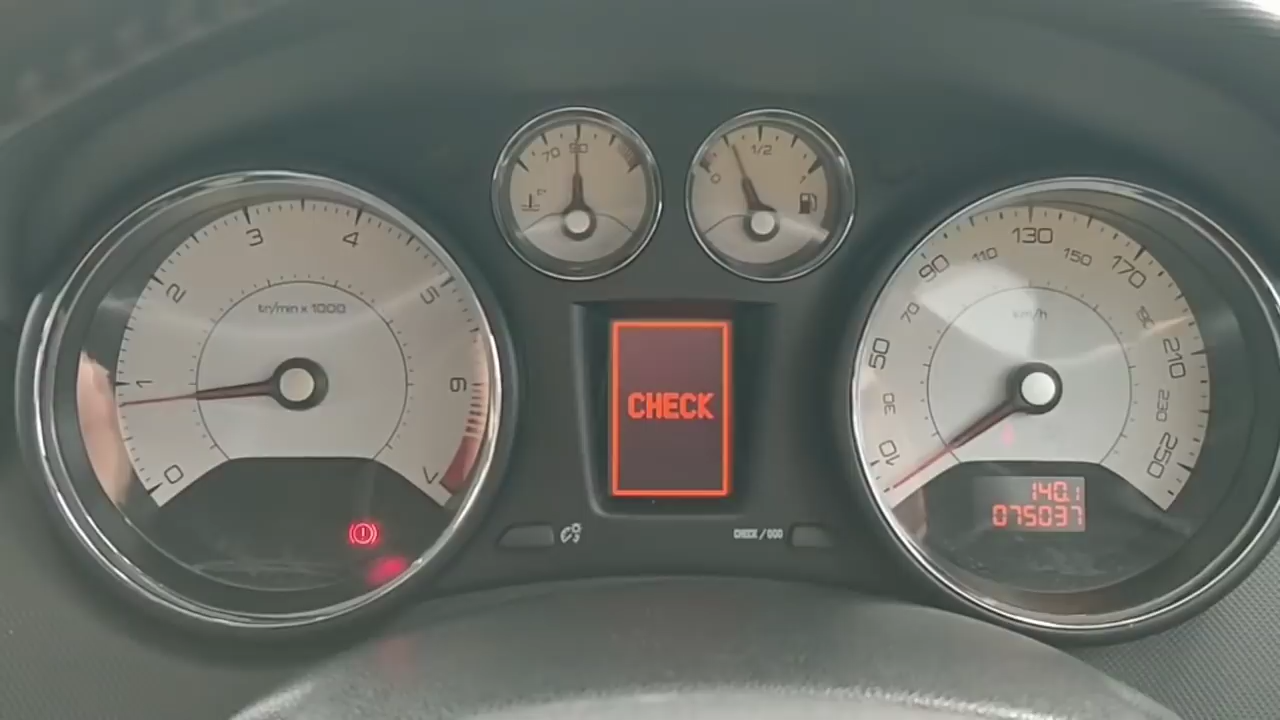 70 90
0 1/2 1
0 1 2 3 4 5 6 7
tr/min x 1000
CHECK
CHECK / 000
10 30 50 70 90 110 130 150 170 190 210 230 250
km/h
140.1
075037